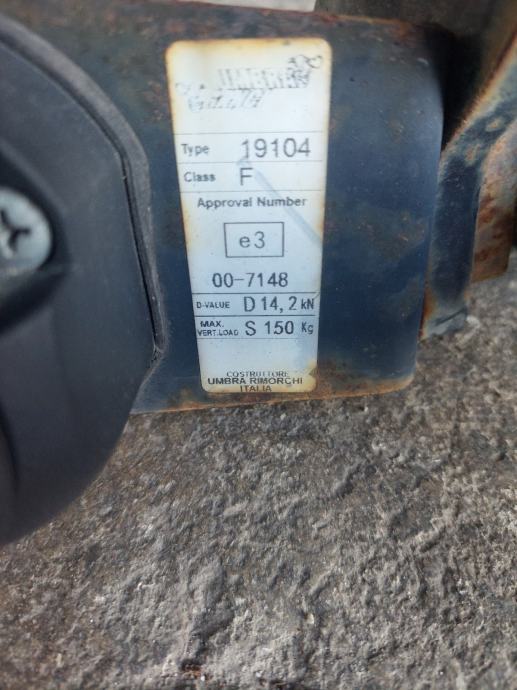 Type 19104
Class F
Approval Number
e3
00-7148
D-VALUE D 14,2 kN
MAX. VERT.LOAD S 150 Kg
COSTRUTTORE
UMBRA RIMORCHI
ITALIA